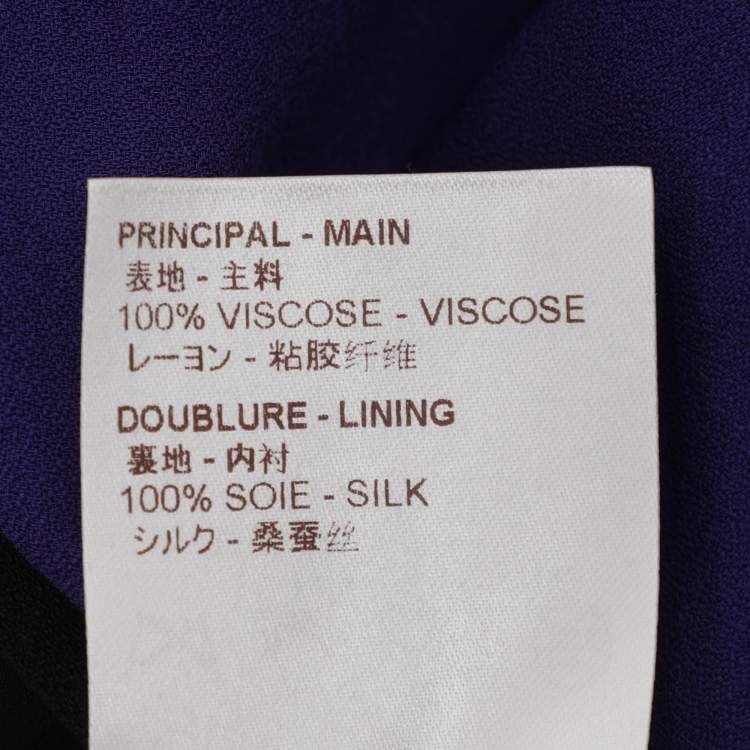 PRINCIPAL - MAIN
表地 - 主料
100% VISCOSE - VISCOSE
レーヨン - 粘胶纤维
DOUBLURE - LINING
裏地 - 内衬
100% SOIE - SILK
シルク - 桑蚕丝